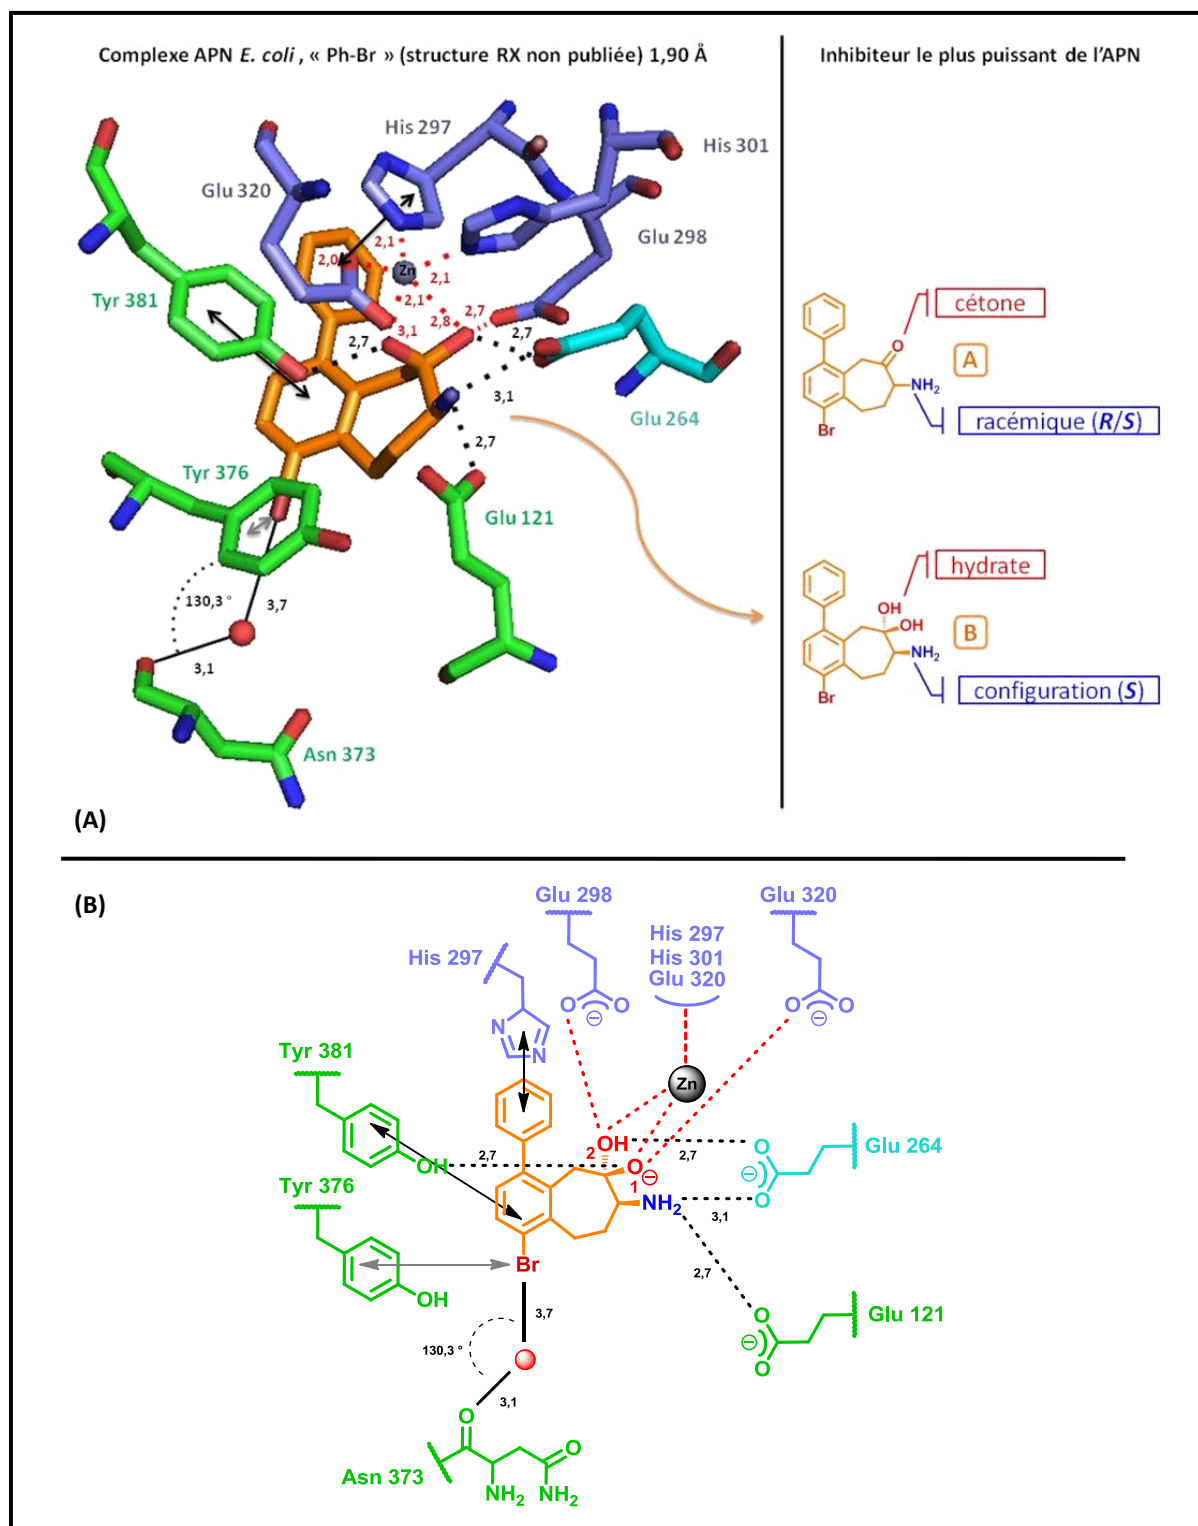 Complexe APN E. coli, « Ph-Br » (structure RX non publiée) 1,90 Å
Inhibiteur le plus puissant de l'APN
His 297
His 301
Glu 320
Glu 298
2,1
2,0
Zn
2,1
2,1
2,7
2,8
3,1
2,7
2,7
3,1
Tyr 381
Glu 264
2,7
Tyr 376
Glu 121
130,3 °
3,7
3,1
Asn 373
cétone
O
A
NH2
Br
racémique (R/S)
hydrate
OH
OH
B
NH2
Br
configuration (S)
(A)
(B)
Glu 298
Glu 320
His 297
His 301
Glu 320
His 297
O O
⊖
O O
⊖
N
N
Tyr 381
Zn
OH
2
Glu 264
O
2,7
2,7
OH
O
⊖
1
⊖
O
Tyr 376
NH2
3,1
2,7
Br
OH
O
Glu 121
3,7
⊖
O
130,3 °
3,1
O
O
Asn 373
NH2
NH2